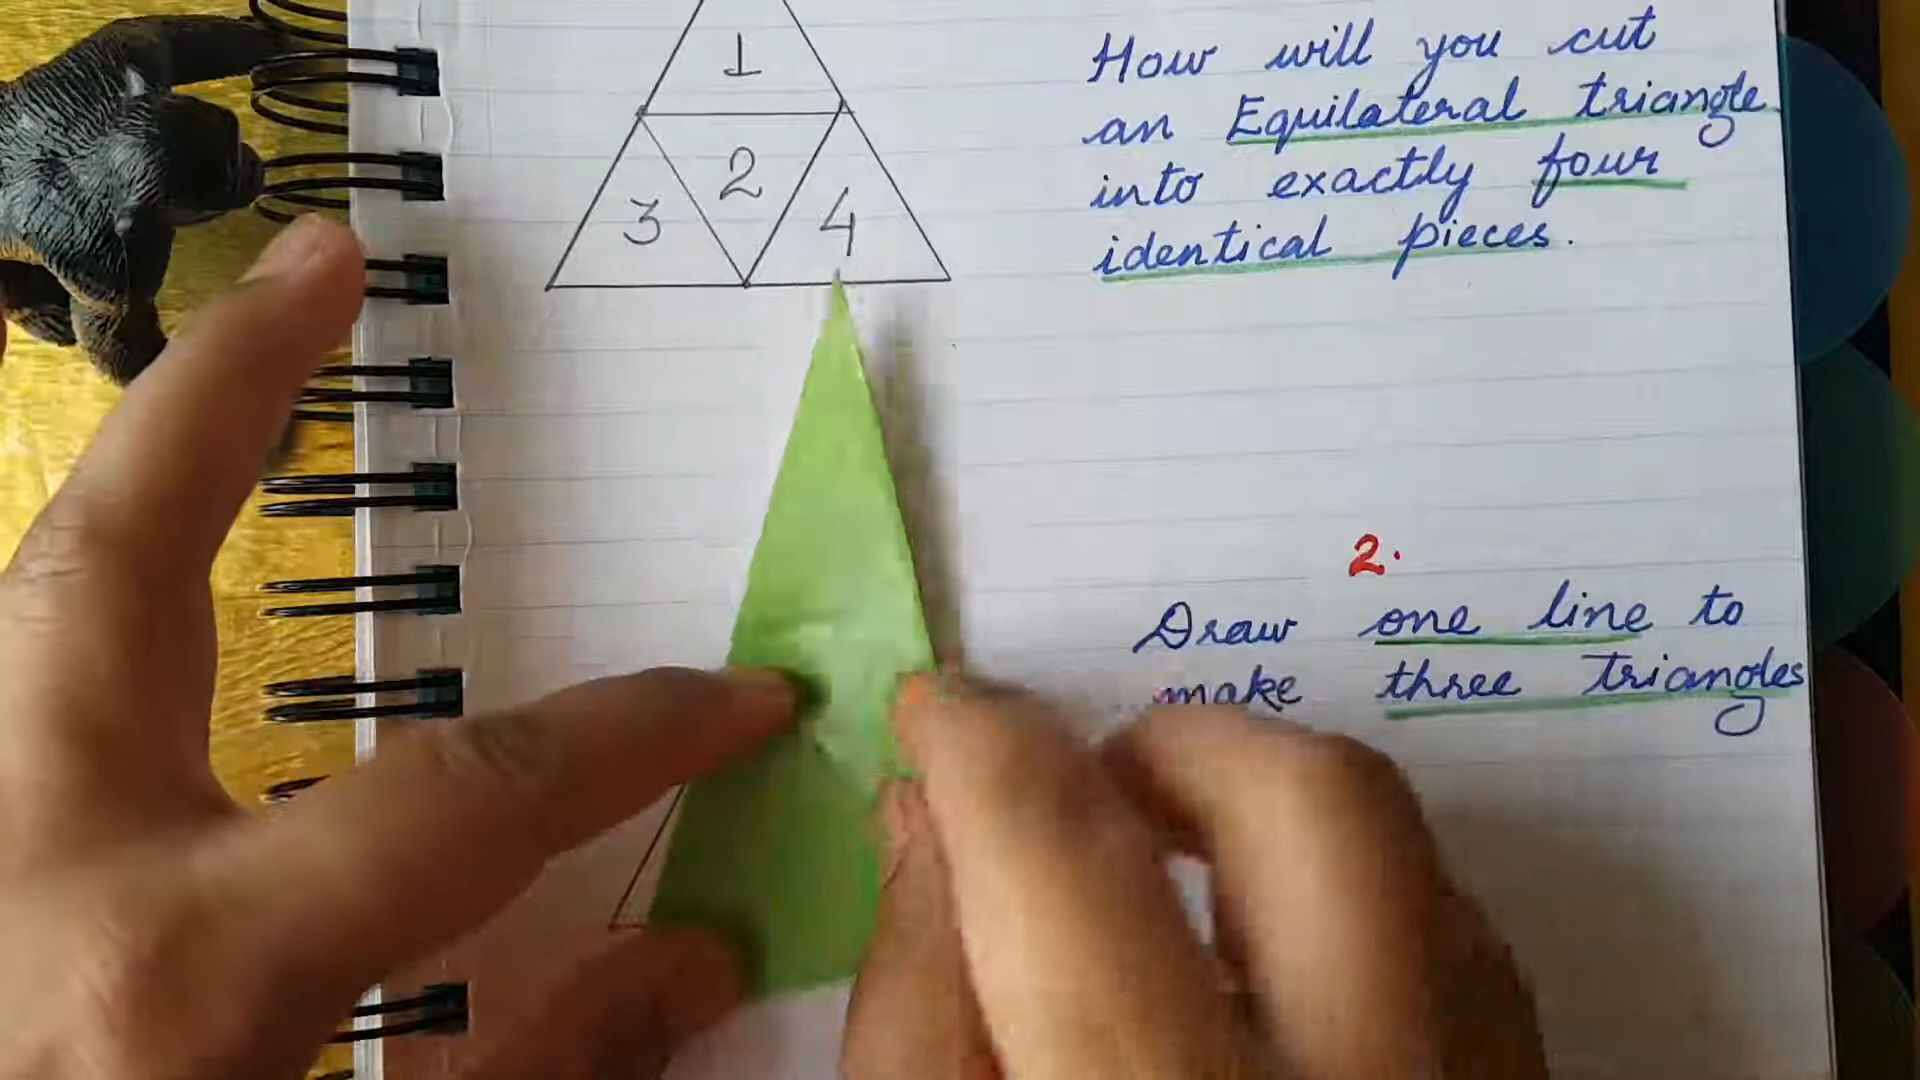 1
2
3
4
How will you cut
an Equilateral triangle
into exactly four
identical pieces.
2.
Draw one line to
make three triangles